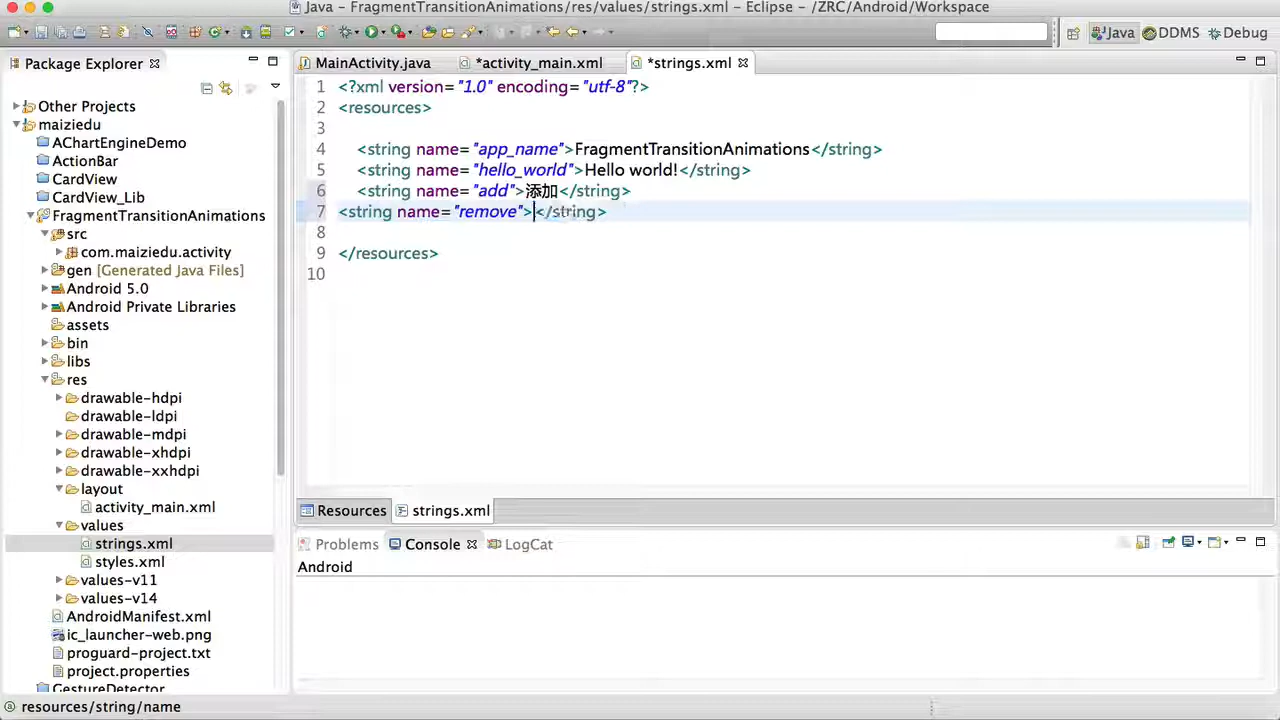 Java – FragmentTransitionAnimations/res/values/strings.xml – Eclipse – /ZRC/Android/Workspace
Java
DDMS
Debug
Package Explorer
MainActivity.java
*activity_main.xml
*strings.xml
Other Projects
maiziedu
AChartEngineDemo
ActionBar
CardView
CardView_Lib
FragmentTransitionAnimations
src
com.maiziedu.activity
gen [Generated Java Files]
Android 5.0
Android Private Libraries
assets
bin
libs
res
drawable-hdpi
drawable-ldpi
drawable-mdpi
drawable-xhdpi
drawable-xxhdpi
layout
activity_main.xml
values
strings.xml
styles.xml
values-v11
values-v14
AndroidManifest.xml
ic_launcher-web.png
proguard-project.txt
project.properties
GestureDetector
1 <?xml version="1.0" encoding="utf-8"?>
2 <resources>
3
4 <string name="app_name">FragmentTransitionAnimations</string>
5 <string name="hello_world">Hello world!</string>
6 <string name="add">添加</string>
7 <string name="remove"></string>
8
9 </resources>
10
Resources
strings.xml
Problems
Console
LogCat
Android
resources/string/name